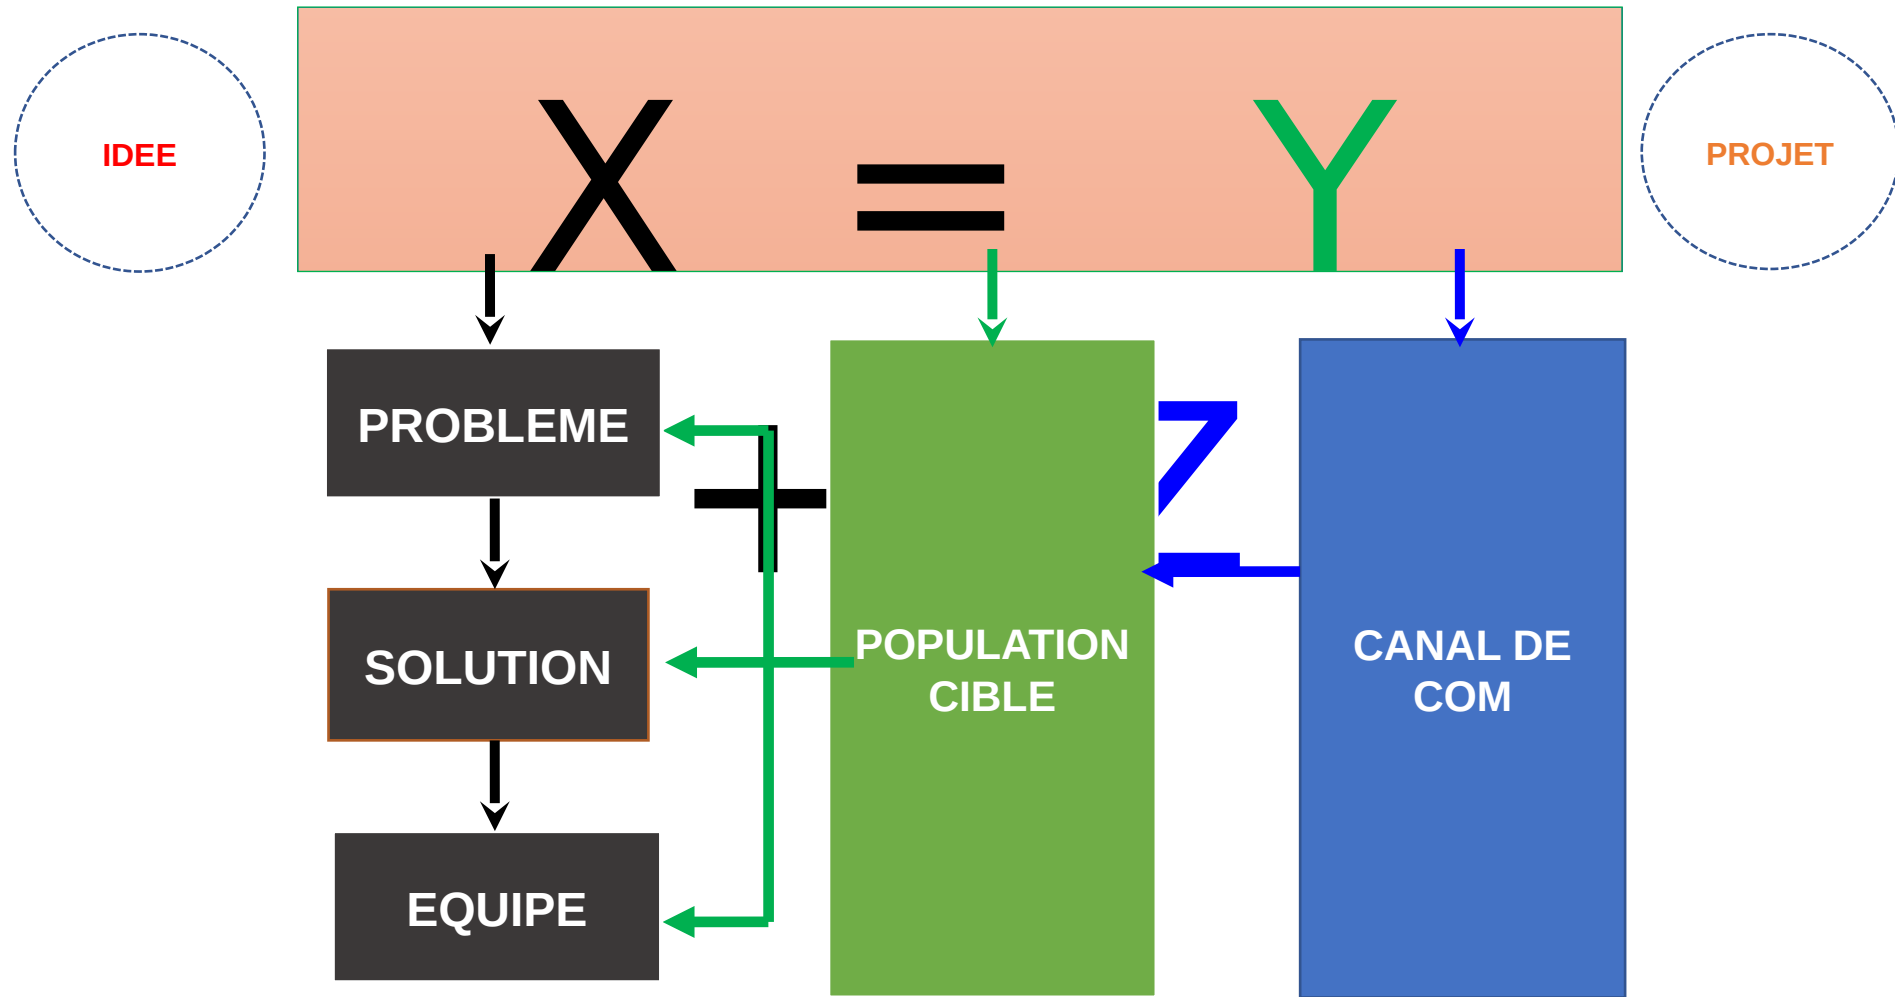 IDEE
X = Y
PROJET
+ Z
PROBLEME
SOLUTION
EQUIPE
POPULATION
CIBLE
CANAL DE
COM